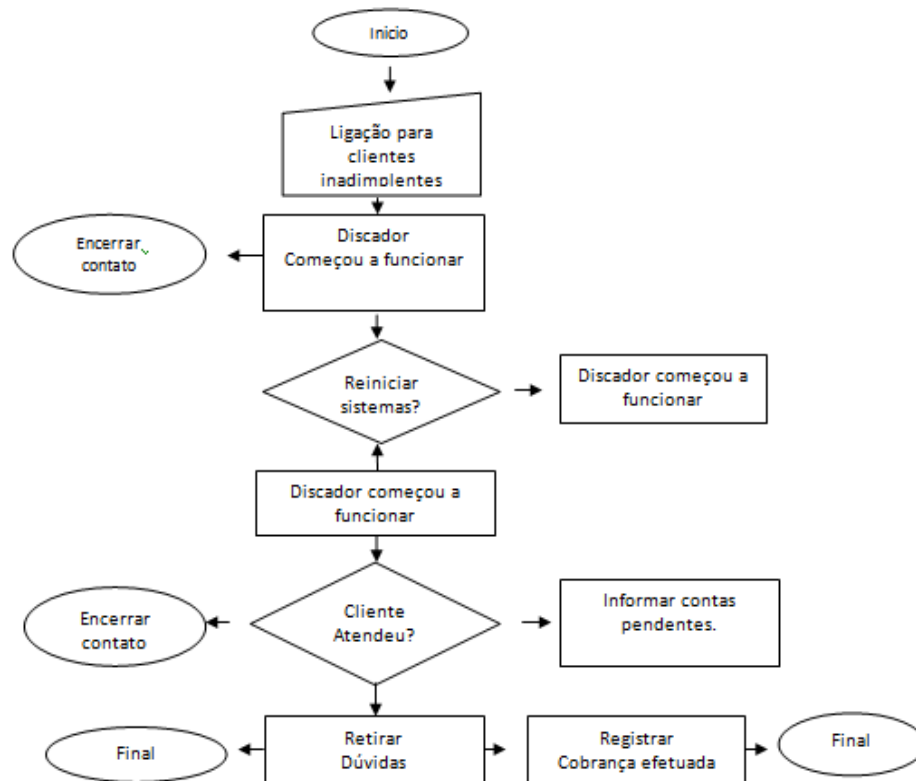 Inicio
Ligação para
clientes
inadimplentes
Encerrar
contato
Discador
Começou a funcionar
Reiniciar
sistemas?
Discador começou a
funcionar
Discador começou a
funcionar
Encerrar
contato
Cliente
Atendeu?
Informar contas
pendentes.
Final
Retirar
Dúvidas
Registrar
Cobrança efetuada
Final